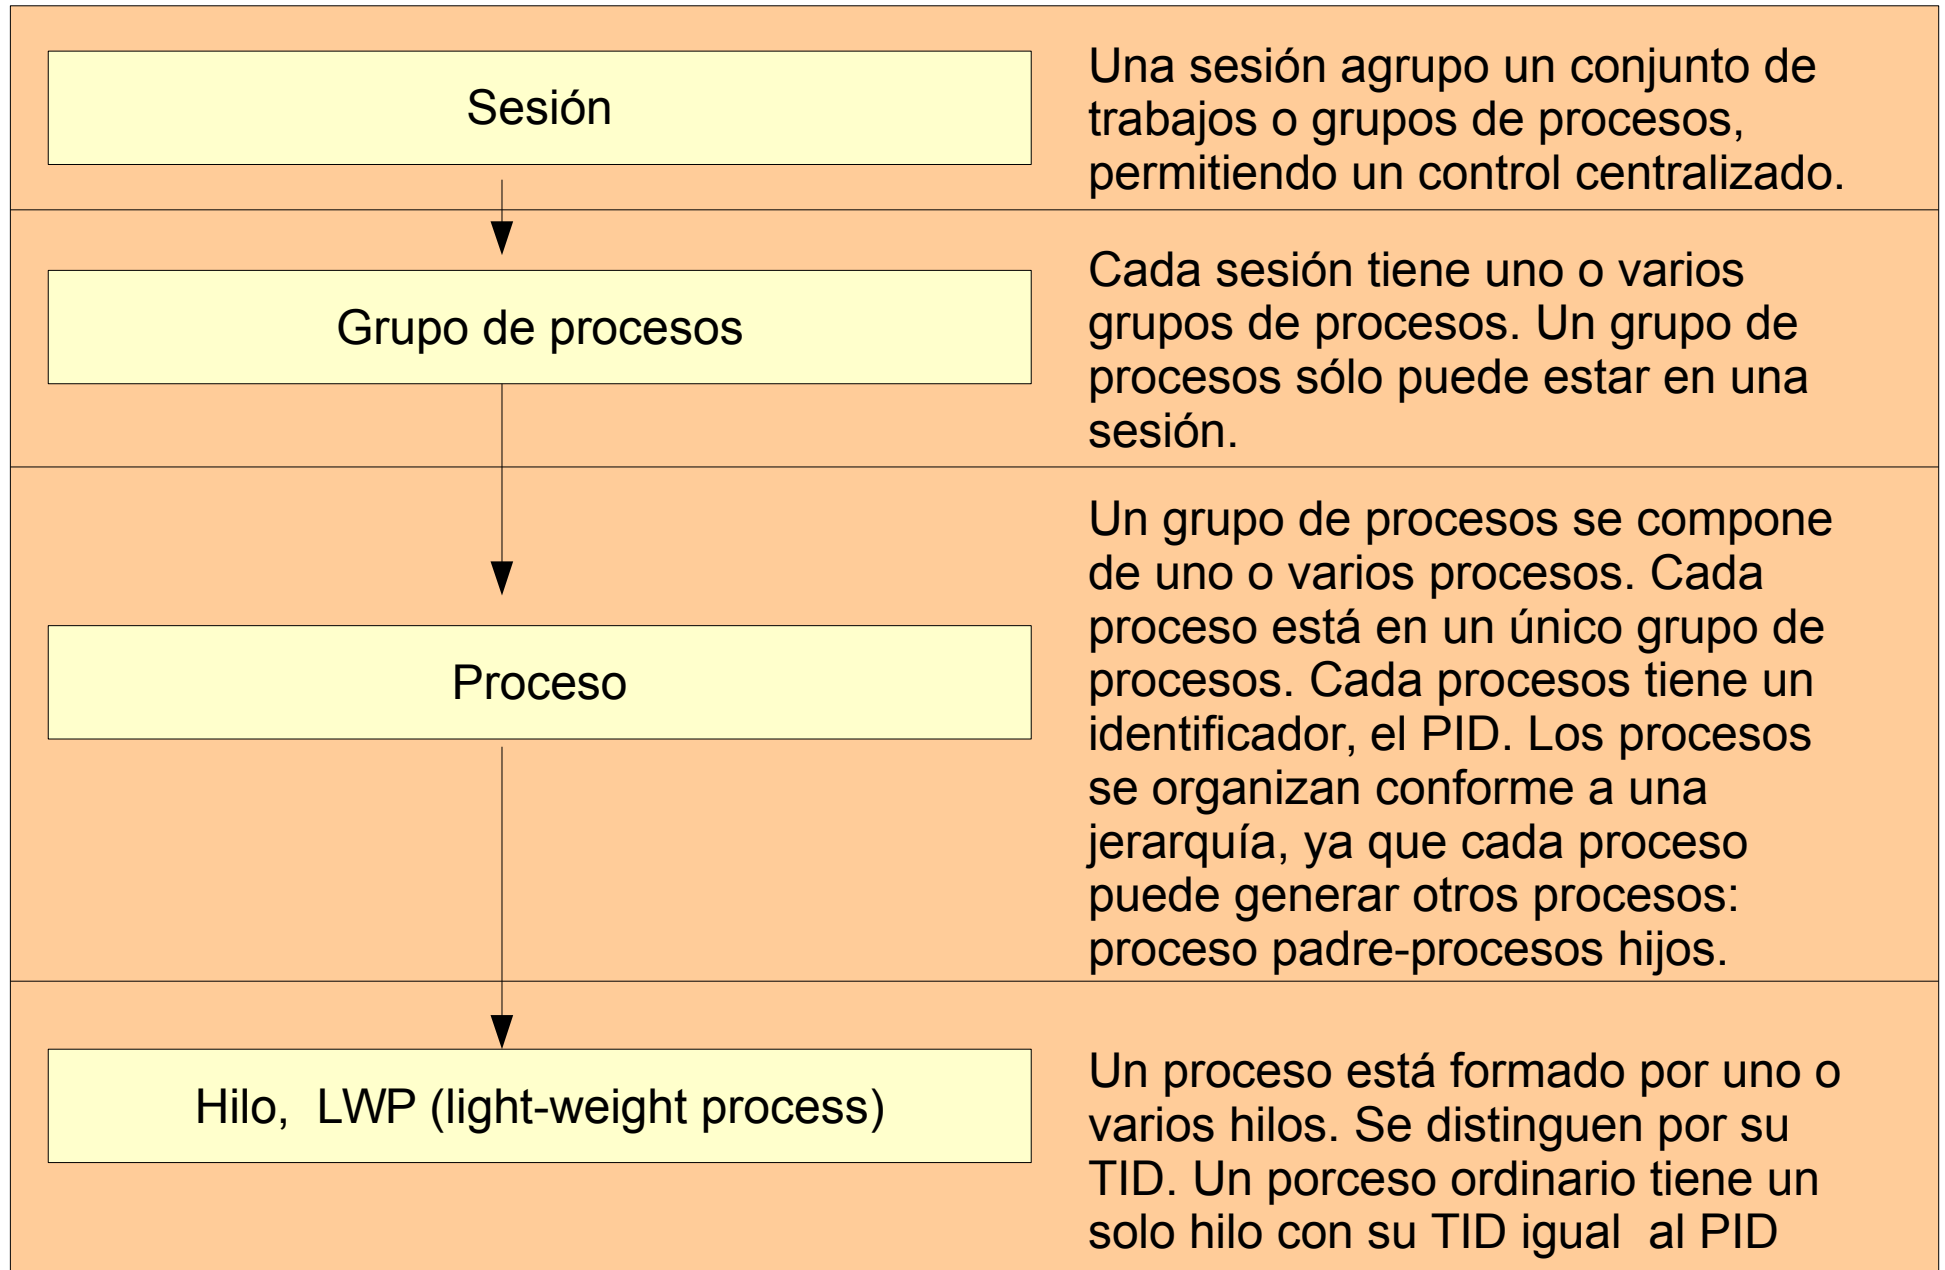 Sesión
Una sesión agrupo un conjunto de
trabajos o grupos de procesos,
permitiendo un control centralizado.
Grupo de procesos
Cada sesión tiene uno o varios
grupos de procesos. Un grupo de
procesos sólo puede estar en una
sesión.
Proceso
Un grupo de procesos se compone
de uno o varios procesos. Cada
proceso está en un único grupo de
procesos. Cada procesos tiene un
identificador, el PID. Los procesos
se organizan conforme a una
jerarquía, ya que cada proceso
puede generar otros procesos:
proceso padre-procesos hijos.
Hilo,  LWP (light-weight process)
Un proceso está formado por uno o
varios hilos. Se distinguen por su
TID. Un porceso ordinario tiene un
solo hilo con su TID igual  al PID